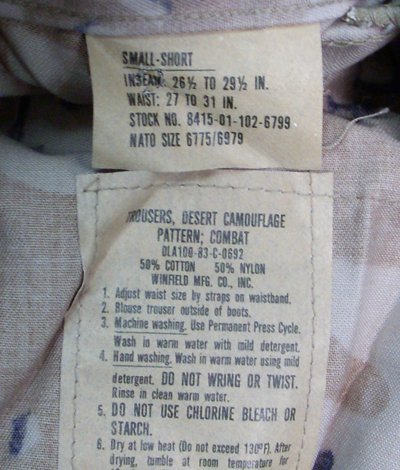 SMALL-SHORT
INSEAM: 26½ TO 29½ IN.
WAIST: 27 TO 31 IN.
STOCK NO. 8415-01-102-6799
NATO SIZE 6775/6979
TROUSERS, DESERT CAMOUFLAGE
PATTERN; COMBAT
DLA100-83-C-0692
50% COTTON 50% NYLON
WINFIELD MFG. CO., INC.
1. Adjust waist size by straps on waistband.
2. Blouse trouser outside of boots.
3. Machine washing. Use Permanent Press Cycle.
Wash in warm water with mild detergent.
4. Hand washing. Wash in warm water using mild
detergent. DO NOT WRING OR TWIST.
Rinse in clean warm water.
5. DO NOT USE CHLORINE BLEACH OR
STARCH.
6. Dry at low heat (Do not exceed 130°F). After
drying, tumble at room temperature for